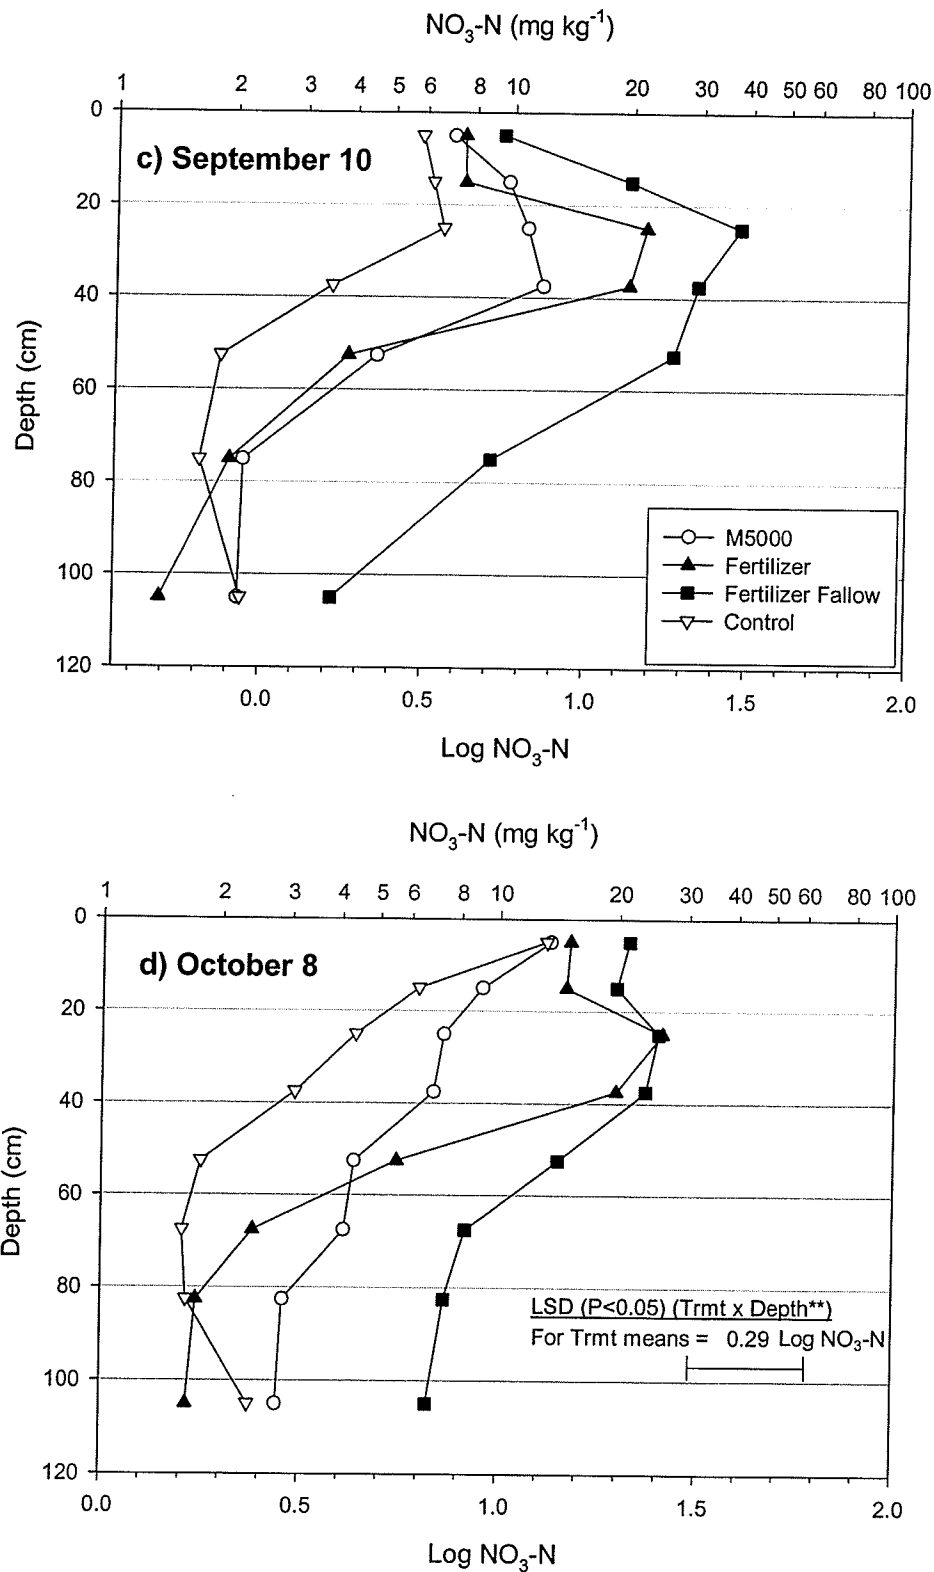 NO₃-N (mg kg⁻¹)
1 2 3 4 5 6 8 10 20 30 40 50 60 80 100
c) September 10
0
20
40
60
80
100
120
Depth (cm)
M5000
Fertilizer
Fertilizer Fallow
Control
0.0 0.5 1.0 1.5 2.0
Log NO₃-N
NO₃-N (mg kg⁻¹)
1 2 3 4 5 6 8 10 20 30 40 50 60 80 100
d) October 8
0
20
40
60
80
100
120
Depth (cm)
LSD (P<0.05) (Trmt x Depth**)
For Trmt means = 0.29 Log NO₃-N
0.0 0.5 1.0 1.5 2.0
Log NO₃-N